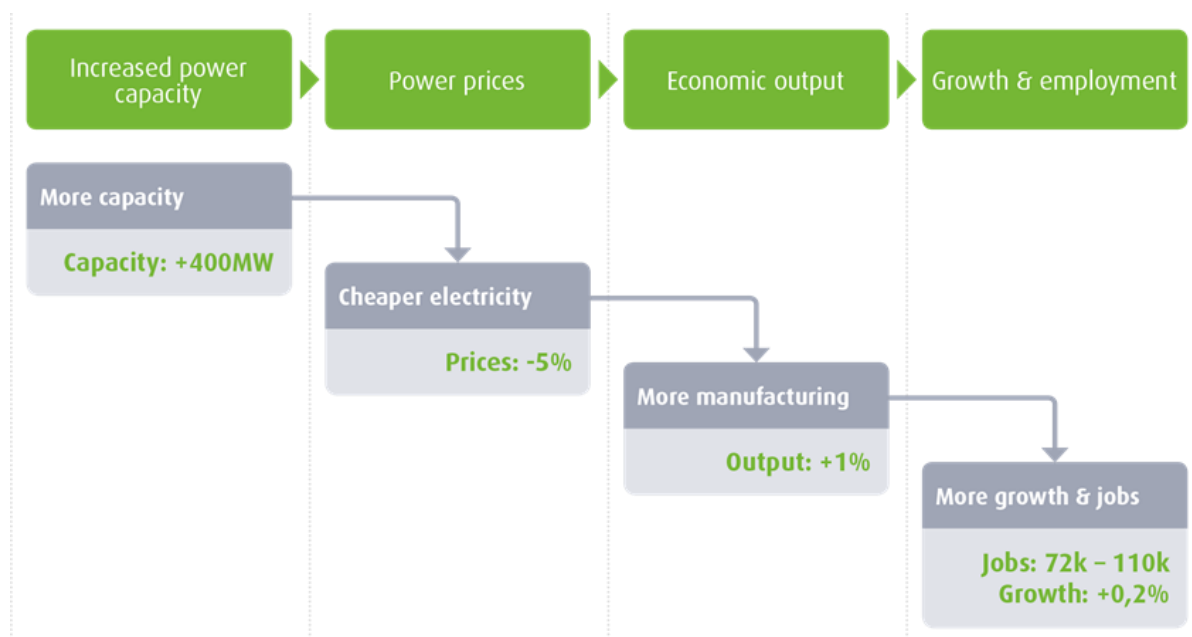 Increased power
capacity
Power prices
Economic output
Growth & employment
More capacity
Capacity: +400MW
Cheaper electricity
Prices: -5%
More manufacturing
Output: +1%
More growth & jobs
Jobs: 72k – 110k
Growth: +0,2%